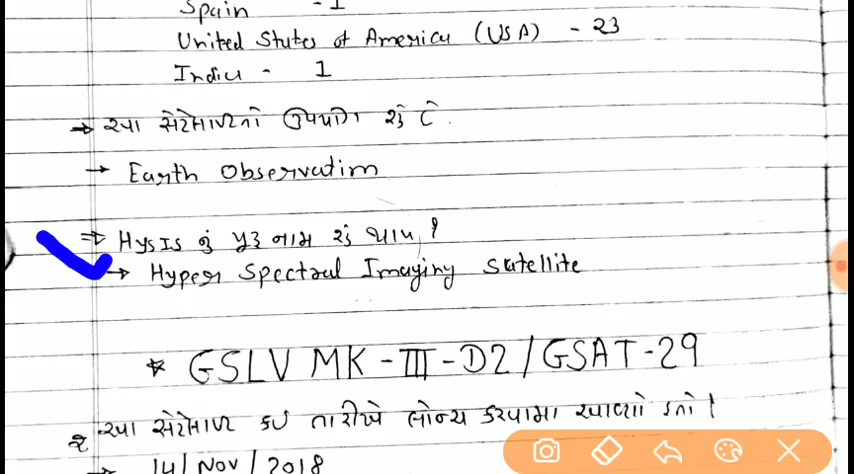 Spain - 1
United States of America (USA) - 23
India - 1
→ આ સેટેલાઈટનો ઉપયોગ શું છે.
→ Earth Observation
⇒ HysIS નું પુરૂ નામ શું થાય ?
→ Hyper Spectral Imaging Satellite
* GSLV MK-III-D2/GSAT-29
આ સેટેલાઈટ કઈ તારીખે લોન્ચ કરવામાં આવ્યો હતો ?
→ 14/Nov/2018